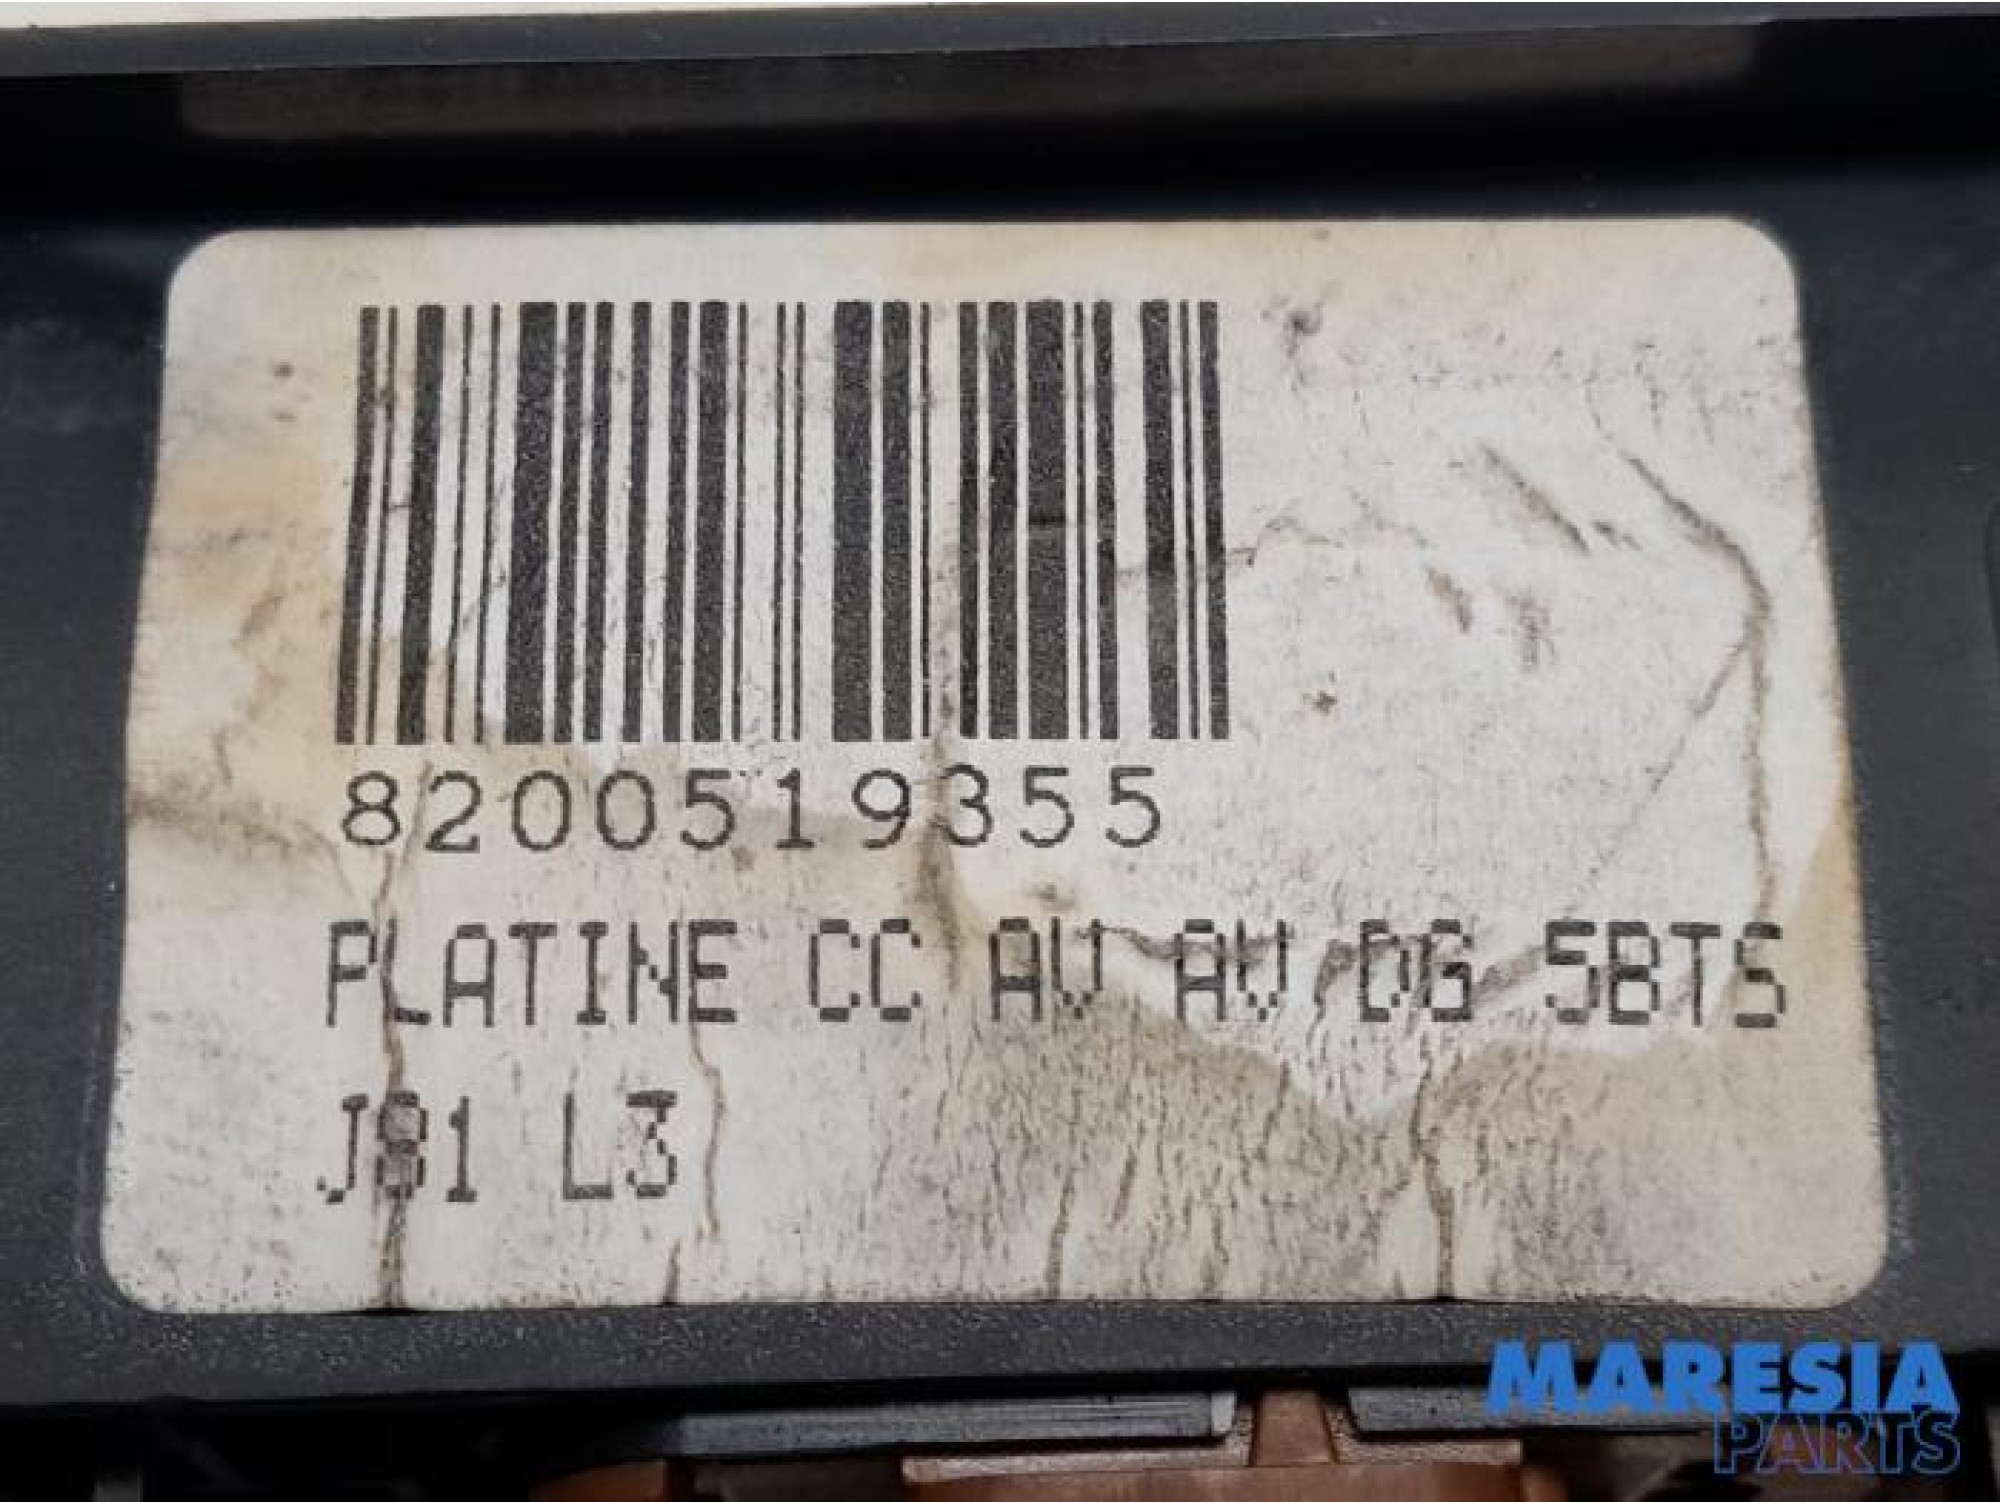 8200519355
PLATINE CC AV AV DG 5BTS
J81 L3
MARESIA
PARTS